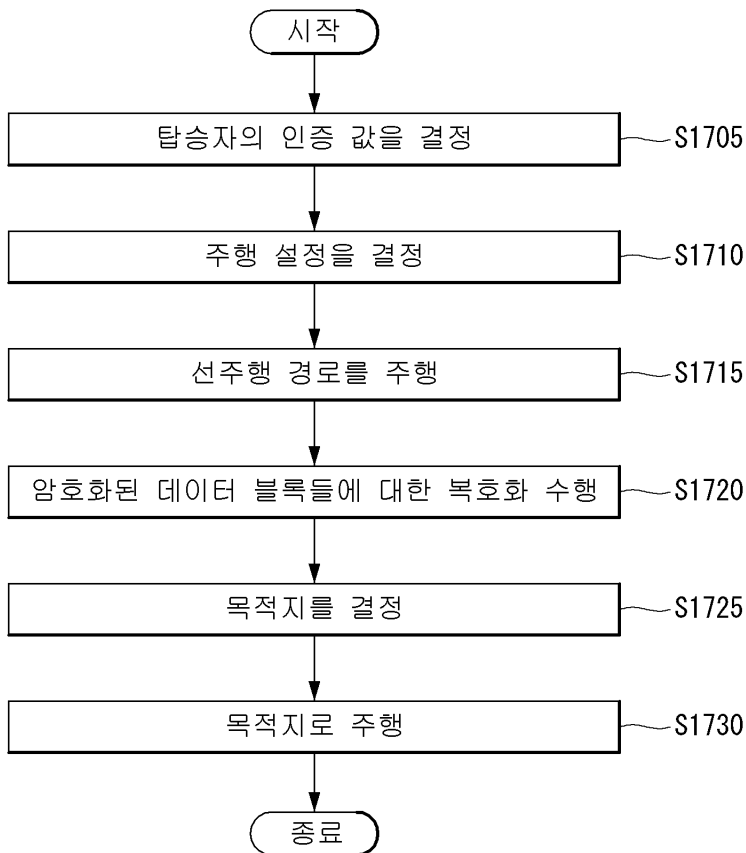 시작
탑승자의 인증 값을 결정 S1705
주행 설정을 결정 S1710
선주행 경로를 주행 S1715
암호화된 데이터 블록들에 대한 복호화 수행 S1720
목적지를 결정 S1725
목적지로 주행 S1730
종료